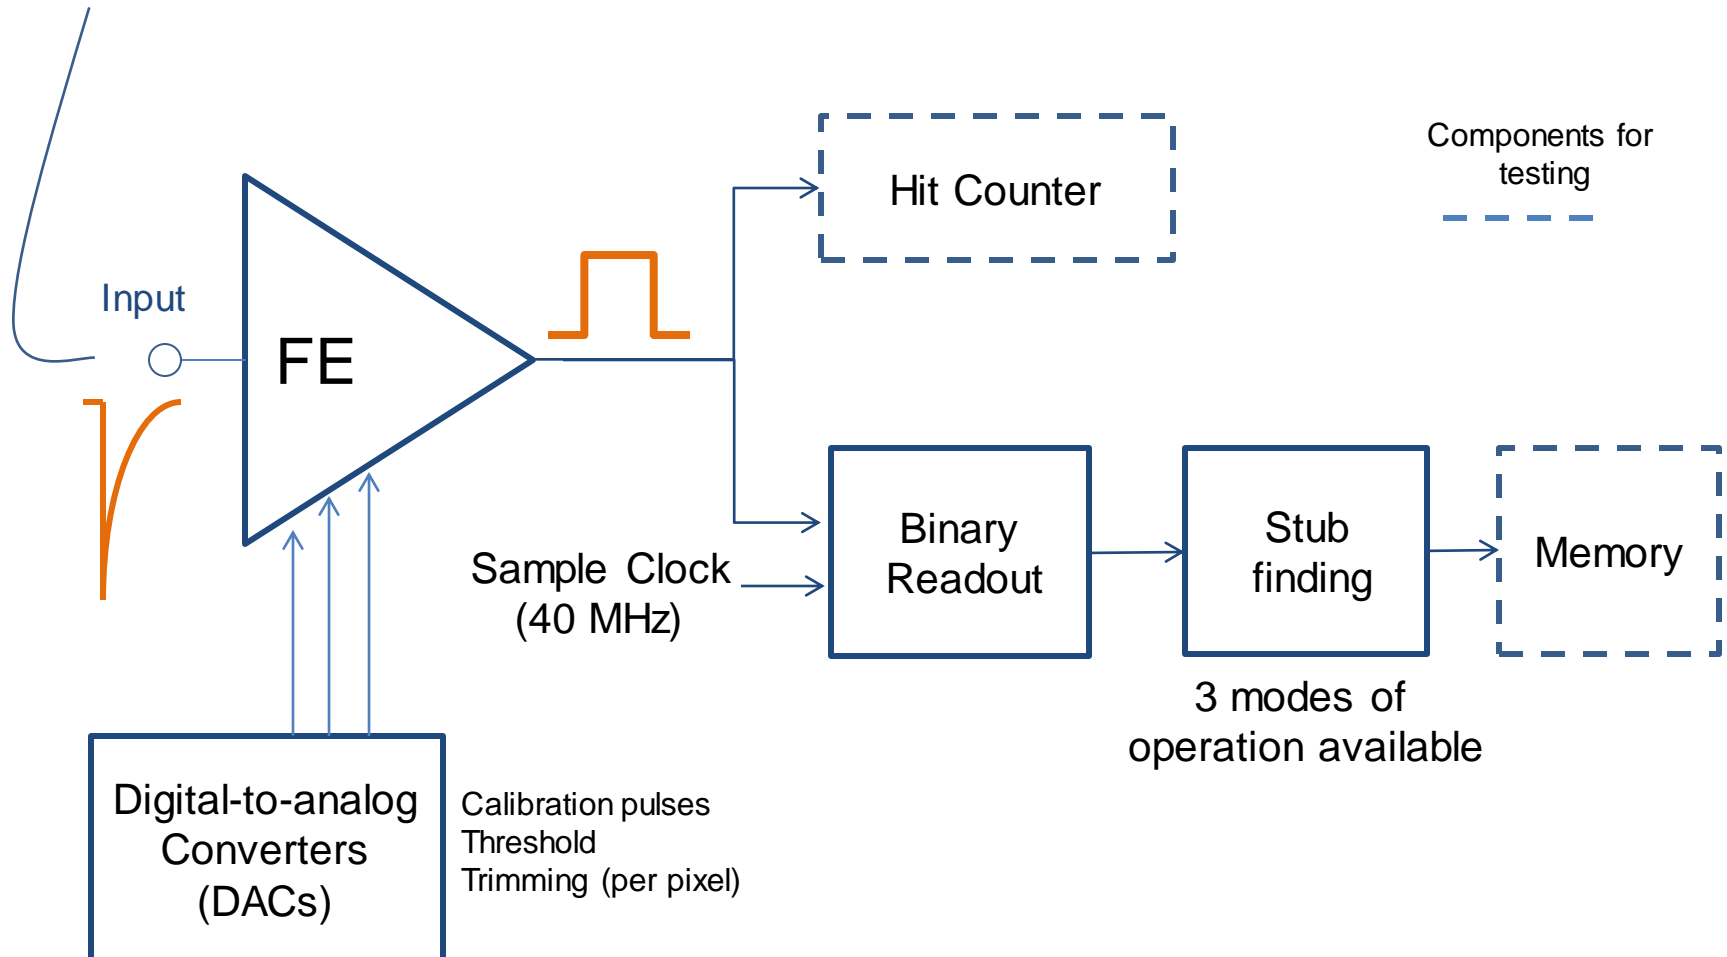 Components for
testing
Hit Counter
Input
FE
Binary
Readout
Stub
finding
Memory
Sample Clock
(40 MHz)
3 modes of
operation available
Digital-to-analog
Converters
(DACs)
Calibration pulses
Threshold
Trimming (per pixel)